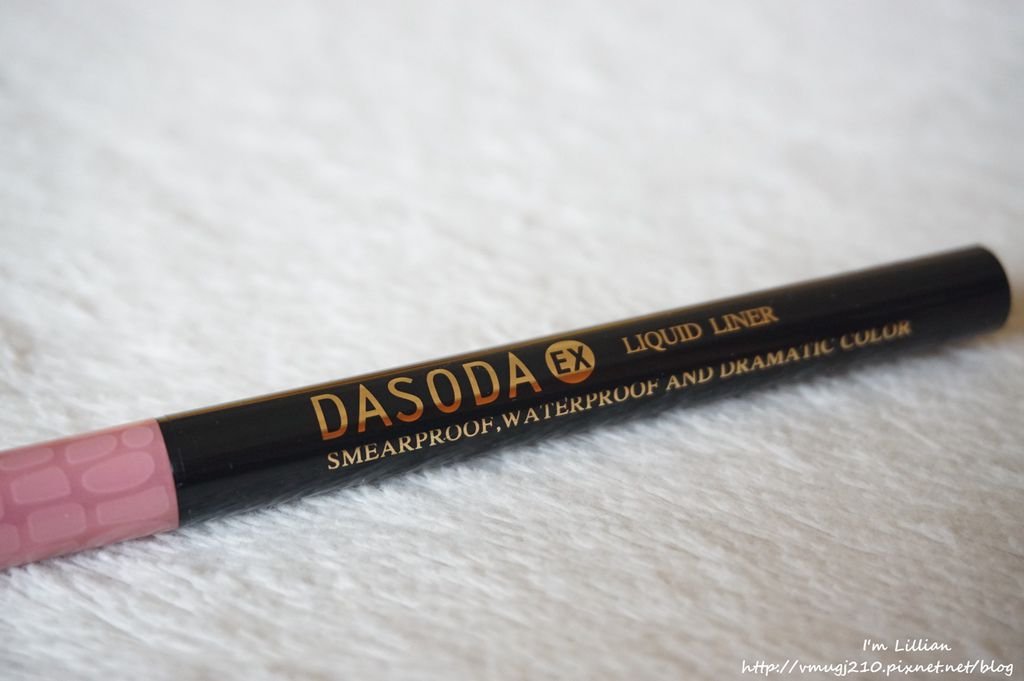 DASODA EX LIQUID LINER
SMEARPROOF,WATERPROOF AND DRAMATIC COLOR
I'm Lillian
http://vmugj210.pixnet.net/blog